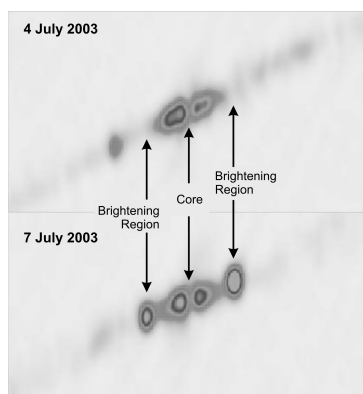 4 July 2003
Brightening
Region
Core
Brightening
Region
7 July 2003